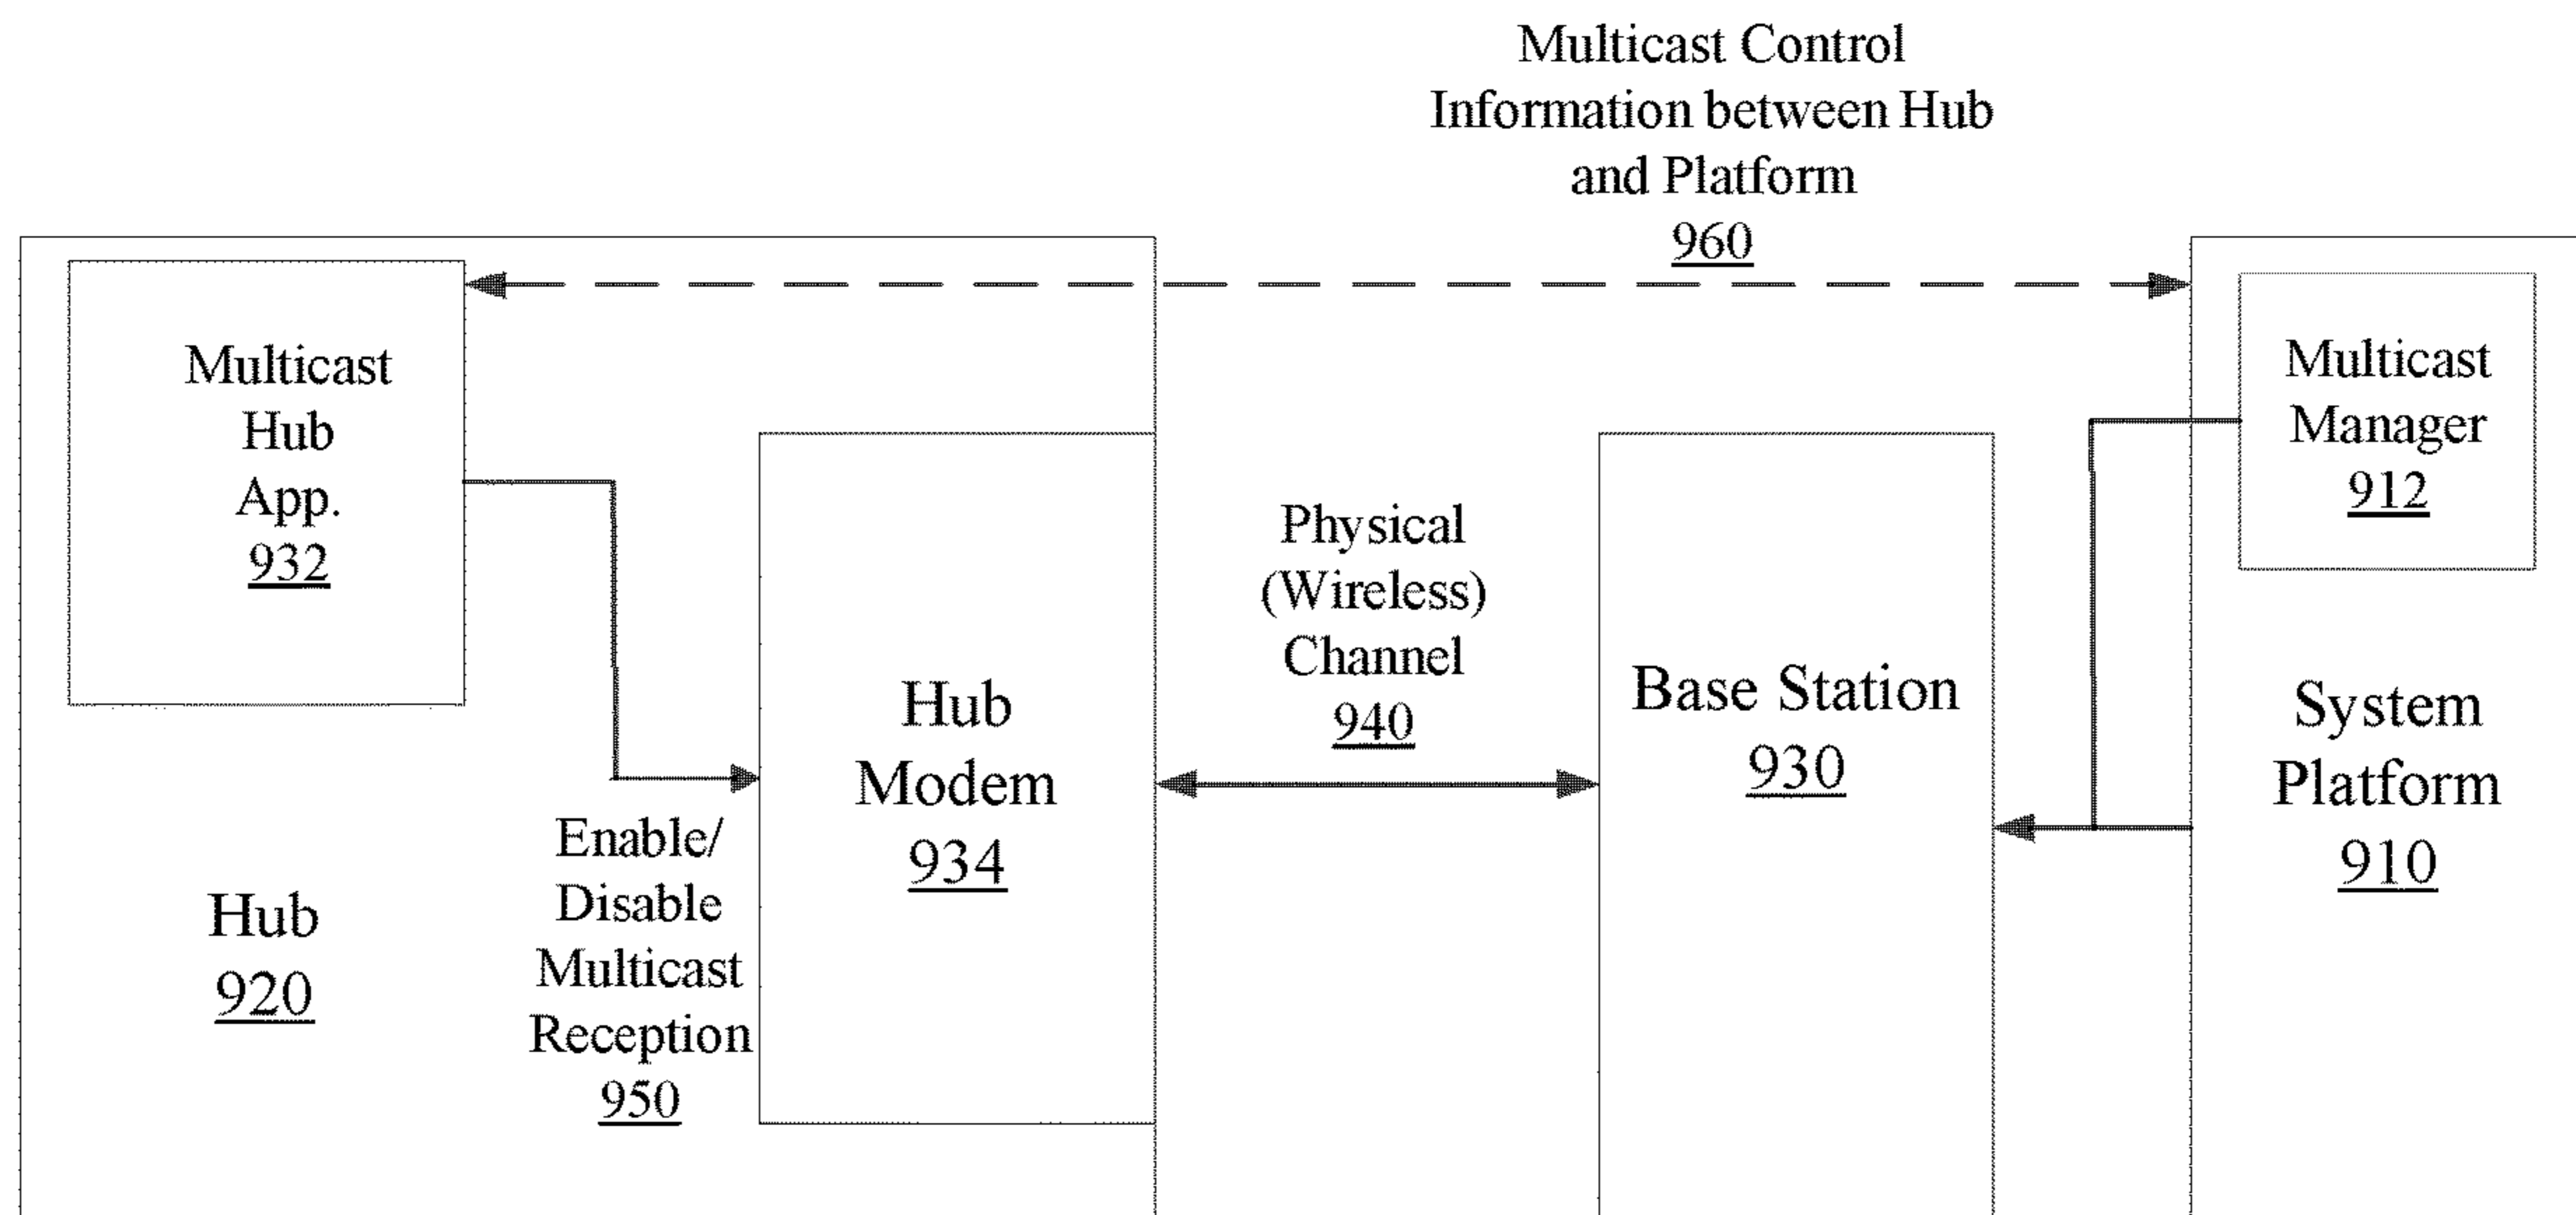 Multicast Control
Information between Hub
and Platform
960
Multicast
Hub
App.
932
Multicast
Manager
912
Physical
(Wireless)
Channel
940
Hub
Modem
934
Base Station
930
System
Platform
910
Enable/
Disable
Multicast
Reception
950
Hub
920